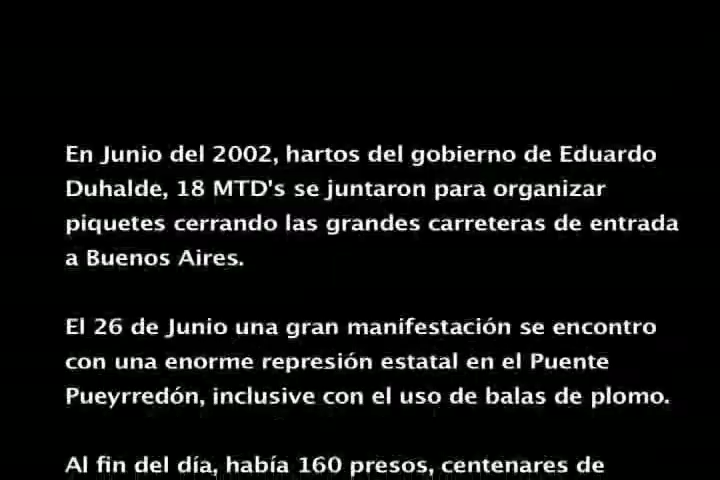 En Junio del 2002, hartos del gobierno de Eduardo
Duhalde, 18 MTD's se juntaron para organizar
piquetes cerrando las grandes carreteras de entrada
a Buenos Aires.
El 26 de Junio una gran manifestación se encontro
con una enorme represión estatal en el Puente
Pueyrredón, inclusive con el uso de balas de plomo.
Al fin del día, había 160 presos, centenares de